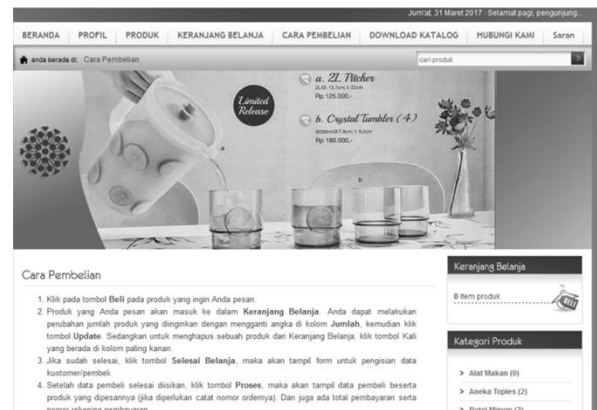 Jum'at, 31 Maret 2017 : Selamat pagi, pengunjung...
BERANDA PROFIL PRODUK KERANJANG BELANJA CARA PEMBELIAN DOWNLOAD KATALOG HUBUNGI KAMI Saran
anda berada di: Cara Pembelian
cari produk
a. 2L Pitcher
Rp 125.000,-
Limited
Release
b. Crystal Tumbler (4)
Rp 180.000,-
b
Cara Pembelian
1. Klik pada tombol Beli pada produk yang ingin Anda pesan.
2. Produk yang Anda pesan akan masuk ke dalam Keranjang Belanja. Anda dapat melakukan
perubahan jumlah produk yang diinginkan dengan mengganti angka di kolom Jumlah, kemudian klik
tombol Update. Sedangkan untuk menghapus sebuah produk dari Keranjang Belanja, klik tombol Kali
yang berada di kolom paling kanan.
3. Jika sudah selesai, klik tombol Selesai Belanja, maka akan tampil form untuk pengisian data
kustomer/pembeli.
4. Setelah data pembeli selesai diisikan, klik tombol Proses, maka akan tampil data pembeli beserta
produk yang dipesannya (jika diperlukan catat nomor ordernya). Dan juga ada total pembayaran serta
nomor rekening pembayaran.
Keranjang Belanja
0 item produk
BELI
Kategori Produk
> Alat Makan (0)
> Aneka Toples (2)